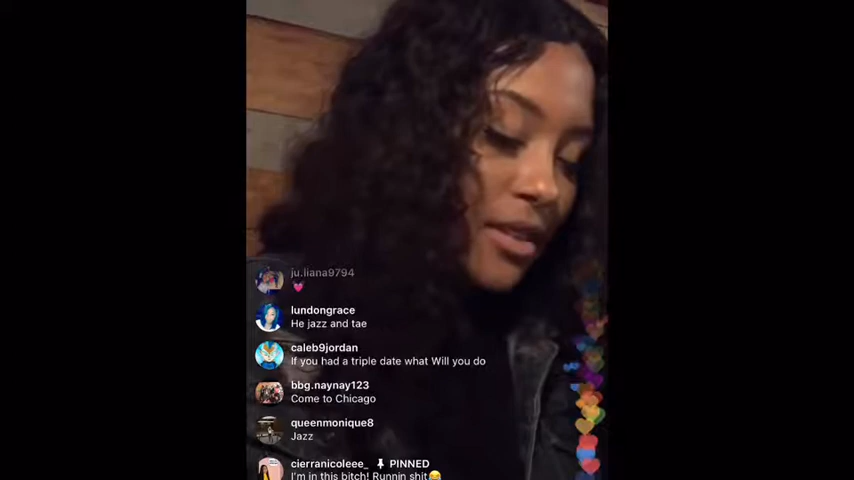 ju.liana9794
💗
lundongrace
He jazz and tae
caleb9jordan
If you had a triple date what Will you do
bbg.naynay123
Come to Chicago
queenmonique8
Jazz
cierranicoleee_ 📌 PINNED
I'm in this bitch! Runnin shit😂